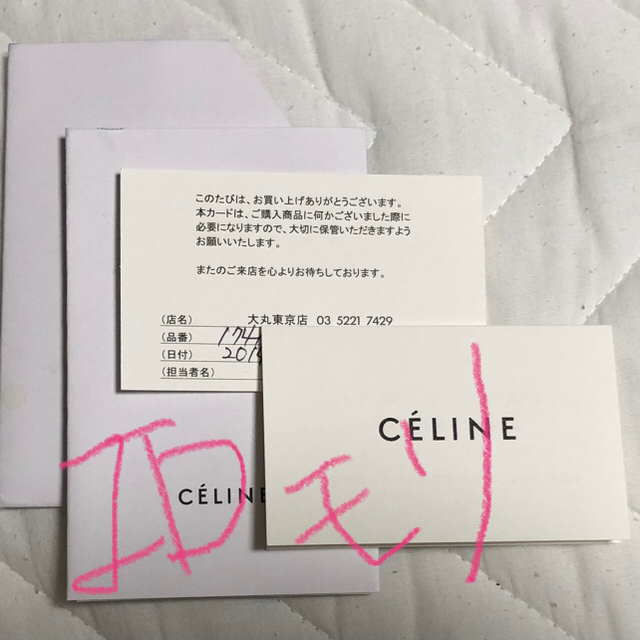 このたびは、お買い上げありがとうございます。
本カードは、ご購入商品に何かございました際に
必要になりますので、大切に保管いただきますよう
お願いいたします。
またのご来店を心よりお待ちしております。
(店名) 大丸東京店 03 5221 7429
(品番) 174
(日付) 201
(担当者名)
CÉLINE
CÉLINE
ID モリ